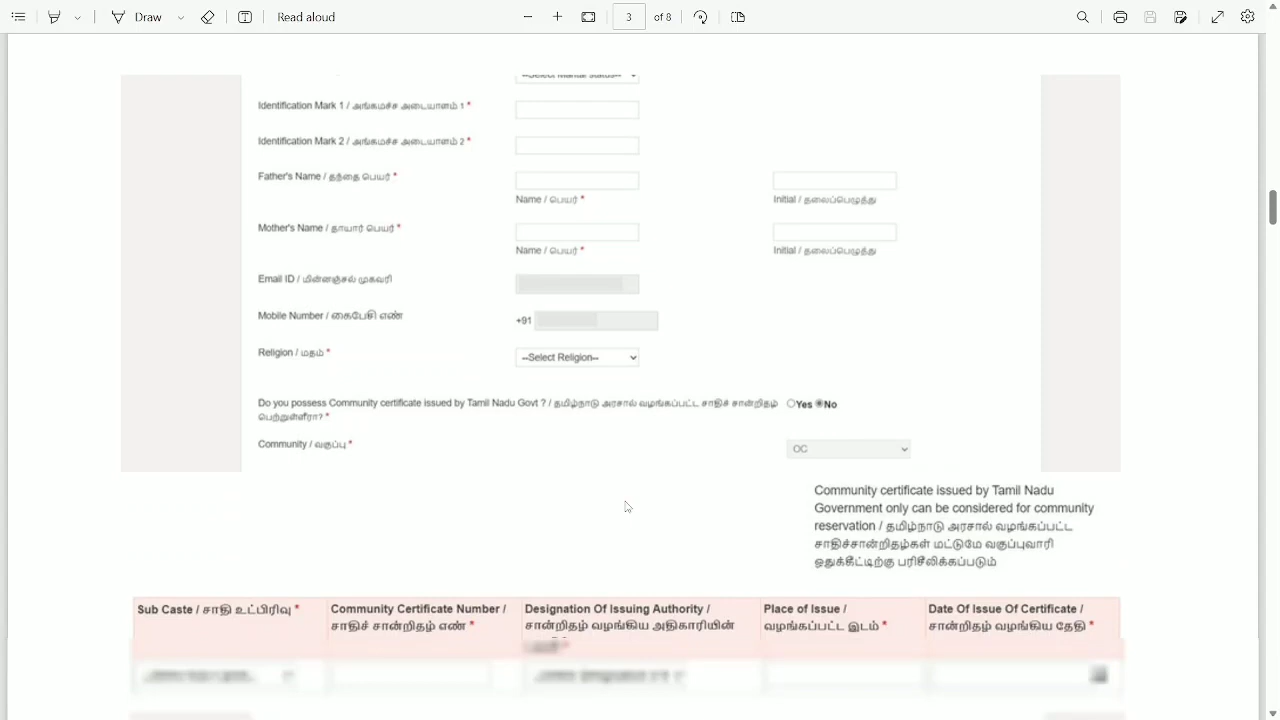 Draw
Read aloud
3 of 8
--Select Marital Status--
Identification Mark 1 / அங்கமச்ச அடையாளம் 1 *
Identification Mark 2 / அங்கமச்ச அடையாளம் 2 *
Father's Name / தந்தை பெயர் *
Name / பெயர் *
Initial / தலைப்பெழுத்து
Mother's Name / தாயார் பெயர் *
Name / பெயர் *
Initial / தலைப்பெழுத்து
Email ID / மின்னஞ்சல் முகவரி
Mobile Number / கைபேசி எண்
+91
Religion / மதம் *
--Select Religion--
Do you possess Community certificate issued by Tamil Nadu Govt ? / தமிழ்நாடு அரசால் வழங்கப்பட்ட சாதிச் சான்றிதழ் Yes No
பெற்றுள்ளீரா? *
Community / வகுப்பு *
OC
Community certificate issued by Tamil Nadu
Government only can be considered for community
reservation / தமிழ்நாடு அரசால் வழங்கப்பட்ட
சாதிச்சான்றிதழ்கள் மட்டுமே வகுப்புவாரி
ஒதுக்கீட்டிற்கு பரிசீலிக்கப்படும்
Sub Caste / சாதி உட்பிரிவு *
Community Certificate Number /
சாதிச் சான்றிதழ் எண் *
Designation Of Issuing Authority /
சான்றிதழ் வழங்கிய அதிகாரியின்
Place of Issue /
வழங்கப்பட்ட இடம் *
Date Of Issue Of Certificate /
சான்றிதழ் வழங்கிய தேதி *